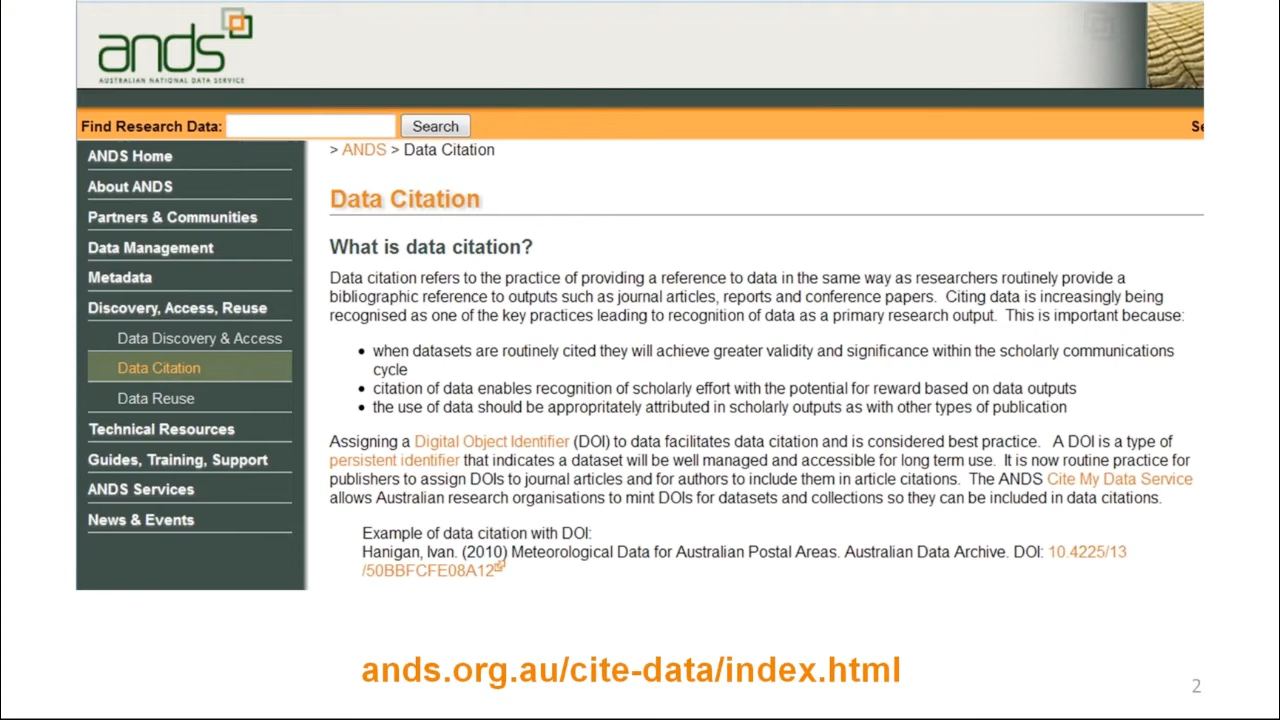 ands
AUSTRALIAN NATIONAL DATA SERVICE
Find Research Data:
Search
ANDS Home
About ANDS
Partners & Communities
Data Management
Metadata
Discovery, Access, Reuse
Data Discovery & Access
Data Citation
Data Reuse
Technical Resources
Guides, Training, Support
ANDS Services
News & Events
> ANDS > Data Citation
Data Citation
What is data citation?
Data citation refers to the practice of providing a reference to data in the same way as researchers routinely provide a
bibliographic reference to outputs such as journal articles, reports and conference papers. Citing data is increasingly being
recognised as one of the key practices leading to recognition of data as a primary research output. This is important because:
• when datasets are routinely cited they will achieve greater validity and significance within the scholarly communications
cycle
• citation of data enables recognition of scholarly effort with the potential for reward based on data outputs
• the use of data should be appropritately attributed in scholarly outputs as with other types of publication
Assigning a Digital Object Identifier (DOI) to data facilitates data citation and is considered best practice. A DOI is a type of
persistent identifier that indicates a dataset will be well managed and accessible for long term use. It is now routine practice for
publishers to assign DOIs to journal articles and for authors to include them in article citations. The ANDS Cite My Data Service
allows Australian research organisations to mint DOIs for datasets and collections so they can be included in data citations.
Example of data citation with DOI:
Hanigan, Ivan. (2010) Meteorological Data for Australian Postal Areas. Australian Data Archive. DOI: 10.4225/13
/50BBFCFE08A12
ands.org.au/cite-data/index.html
2